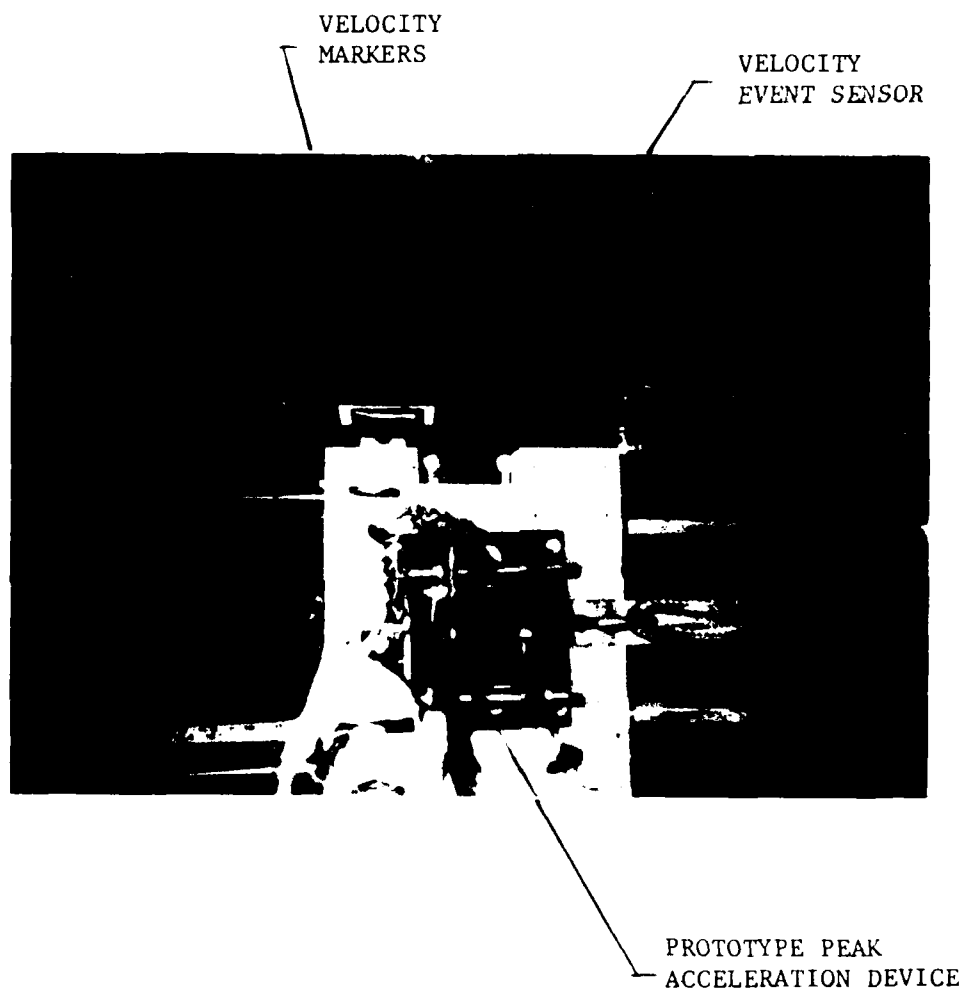 VELOCITY
MARKERS
VELOCITY
EVENT SENSOR
PROTOTYPE PEAK
ACCELERATION DEVICE